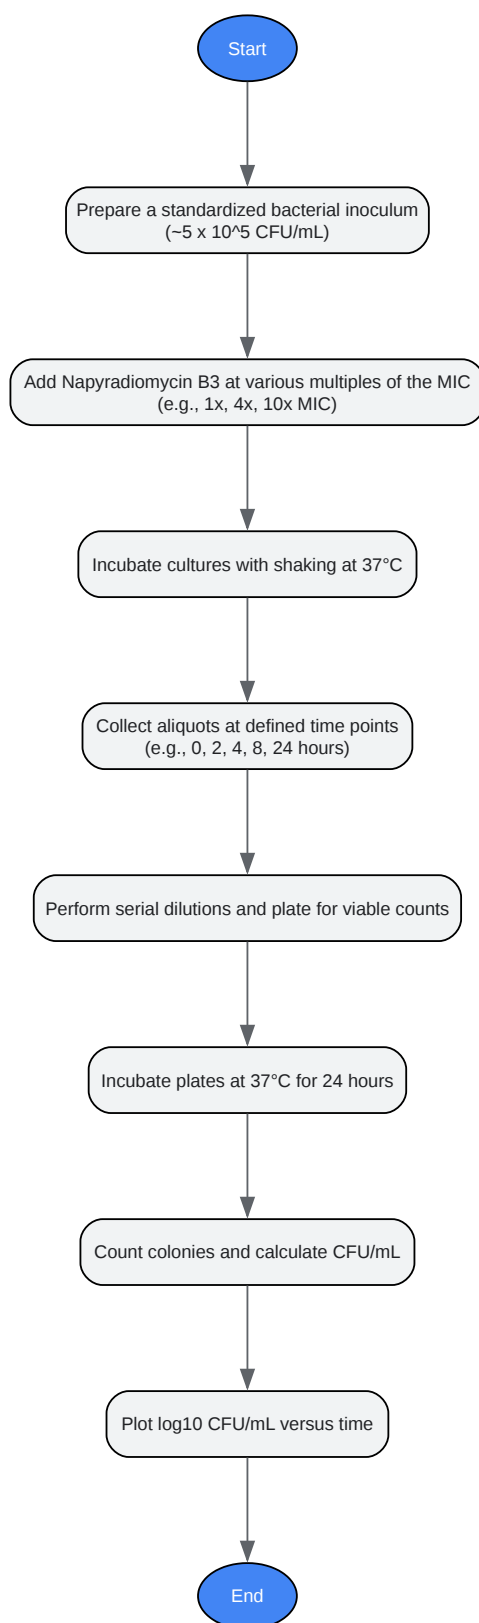 Start
Prepare a standardized bacterial inoculum
(~5 x 10^5 CFU/mL)
Add Napyradiomycin B3 at various multiples of the MIC
(e.g., 1x, 4x, 10x MIC)
Incubate cultures with shaking at 37°C
Collect aliquots at defined time points
(e.g., 0, 2, 4, 8, 24 hours)
Perform serial dilutions and plate for viable counts
Incubate plates at 37°C for 24 hours
Count colonies and calculate CFU/mL
Plot log10 CFU/mL versus time
End